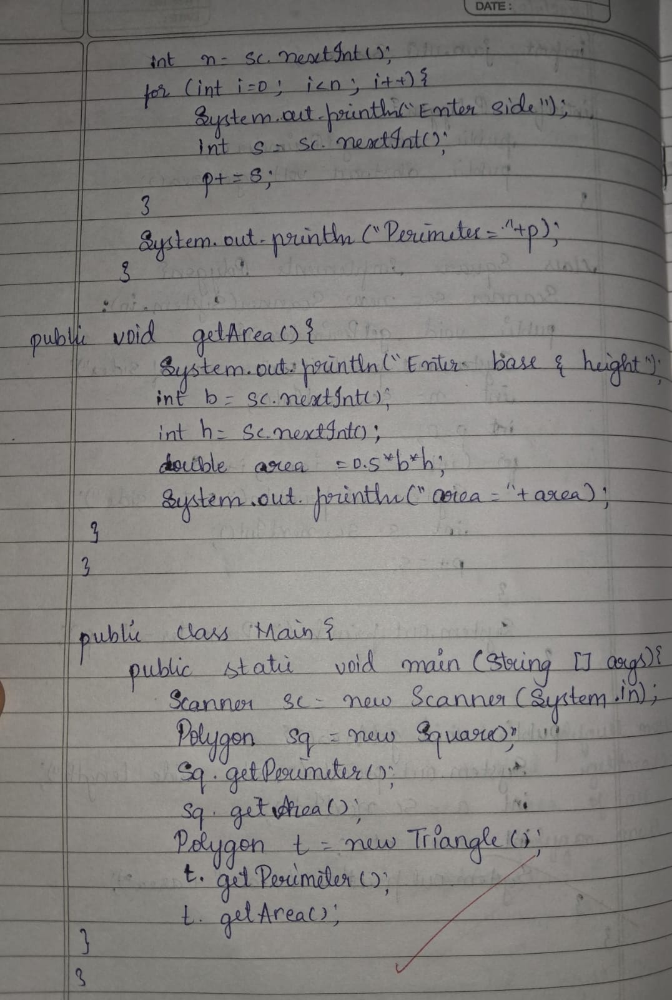 DATE:
int n= sc.nextInt();
for (int i=0; i<n; i++){
System.out.println("Enter side");
int s = sc.nextInt();
p+=s;
}
System.out.println("Perimeter="+p);
}
public void getArea(){
System.out.println("Enter base & height");
int b= sc.nextInt();
int h= sc.nextInt();
double area =0.5*b*h;
System.out.println("area="+area);
}
}
public class Main{
public static void main (String [] args){
Scanner sc= new Scanner(System.in);
Polygon sq = new Square();
Sq.getPerimeter();
sq.getArea();
Polygon t = new Triangle();
t.getPerimeter();
t.getArea();
}
}